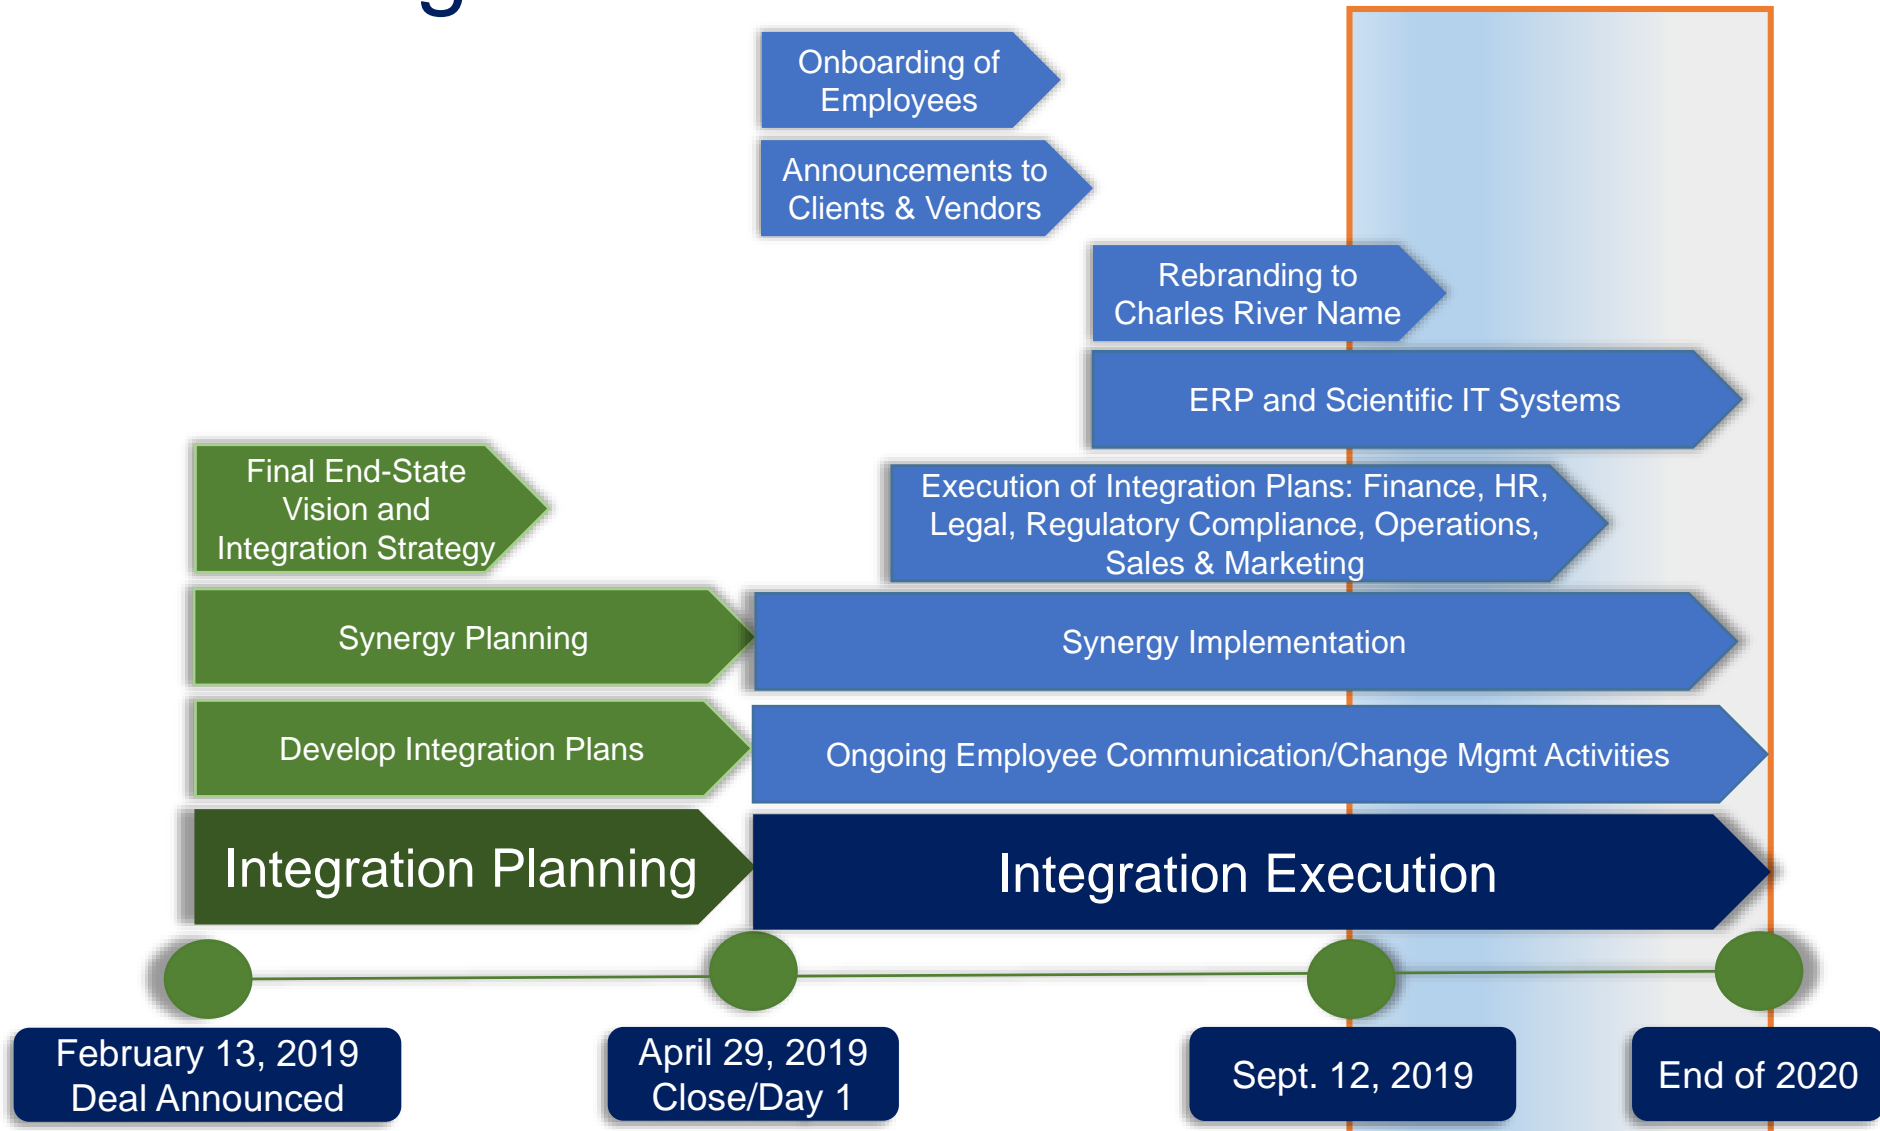 Onboarding of
Employees
Announcements to
Clients & Vendors
Rebranding to
Charles River Name
ERP and Scientific IT Systems
Final End-State
Vision and
Integration Strategy
Execution of Integration Plans: Finance, HR,
Legal, Regulatory Compliance, Operations,
Sales & Marketing
Synergy Planning
Synergy Implementation
Develop Integration Plans
Ongoing Employee Communication/Change Mgmt Activities
Integration Planning
Integration Execution
February 13, 2019
Deal Announced
April 29, 2019
Close/Day 1
Sept. 12, 2019
End of 2020